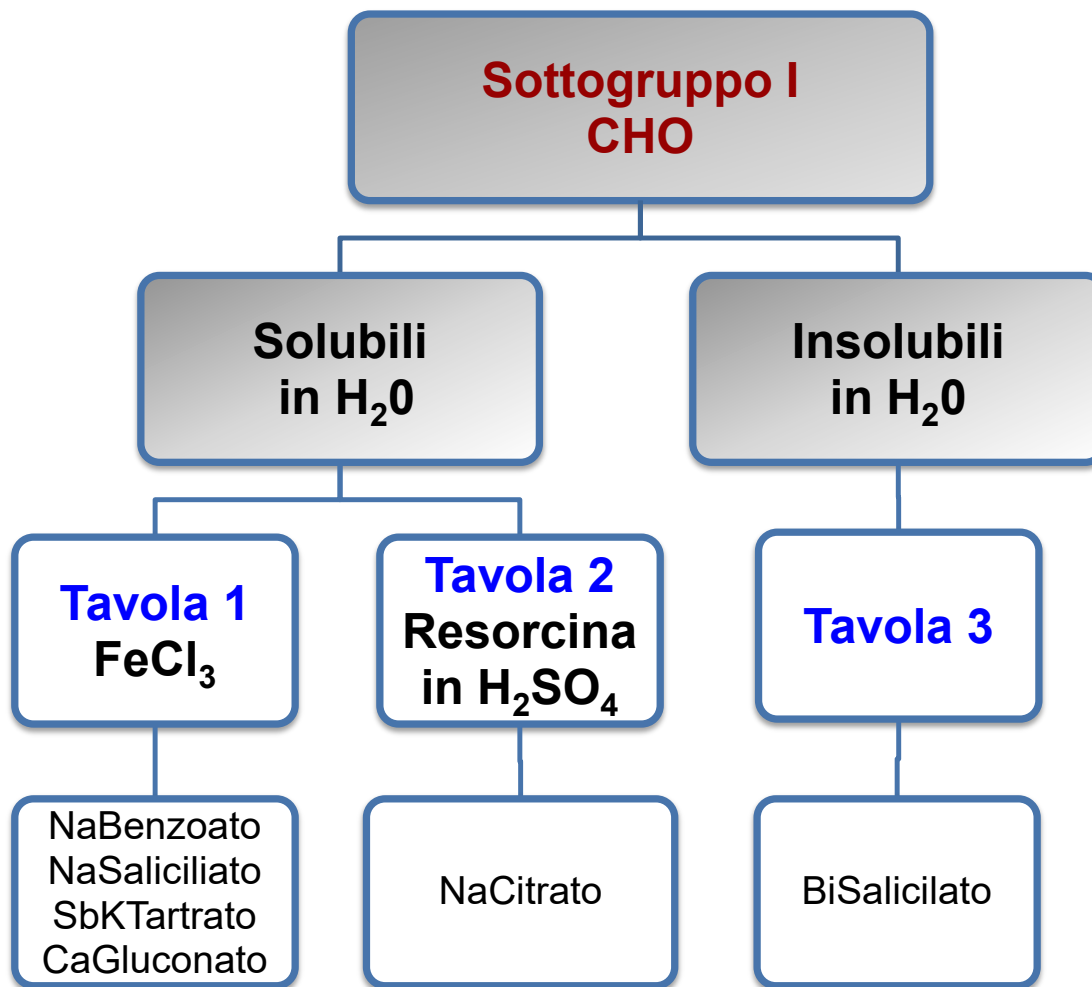 Sottogruppo I
CHO
Solubili
in H₂0
Insolubili
in H₂0
Tavola 1
FeCl₃
Tavola 2
Resorcina
in H₂SO₄
Tavola 3
NaBenzoato
NaSaliciliato
SbKTartrato
CaGluconato
NaCitrato
BiSalicilato